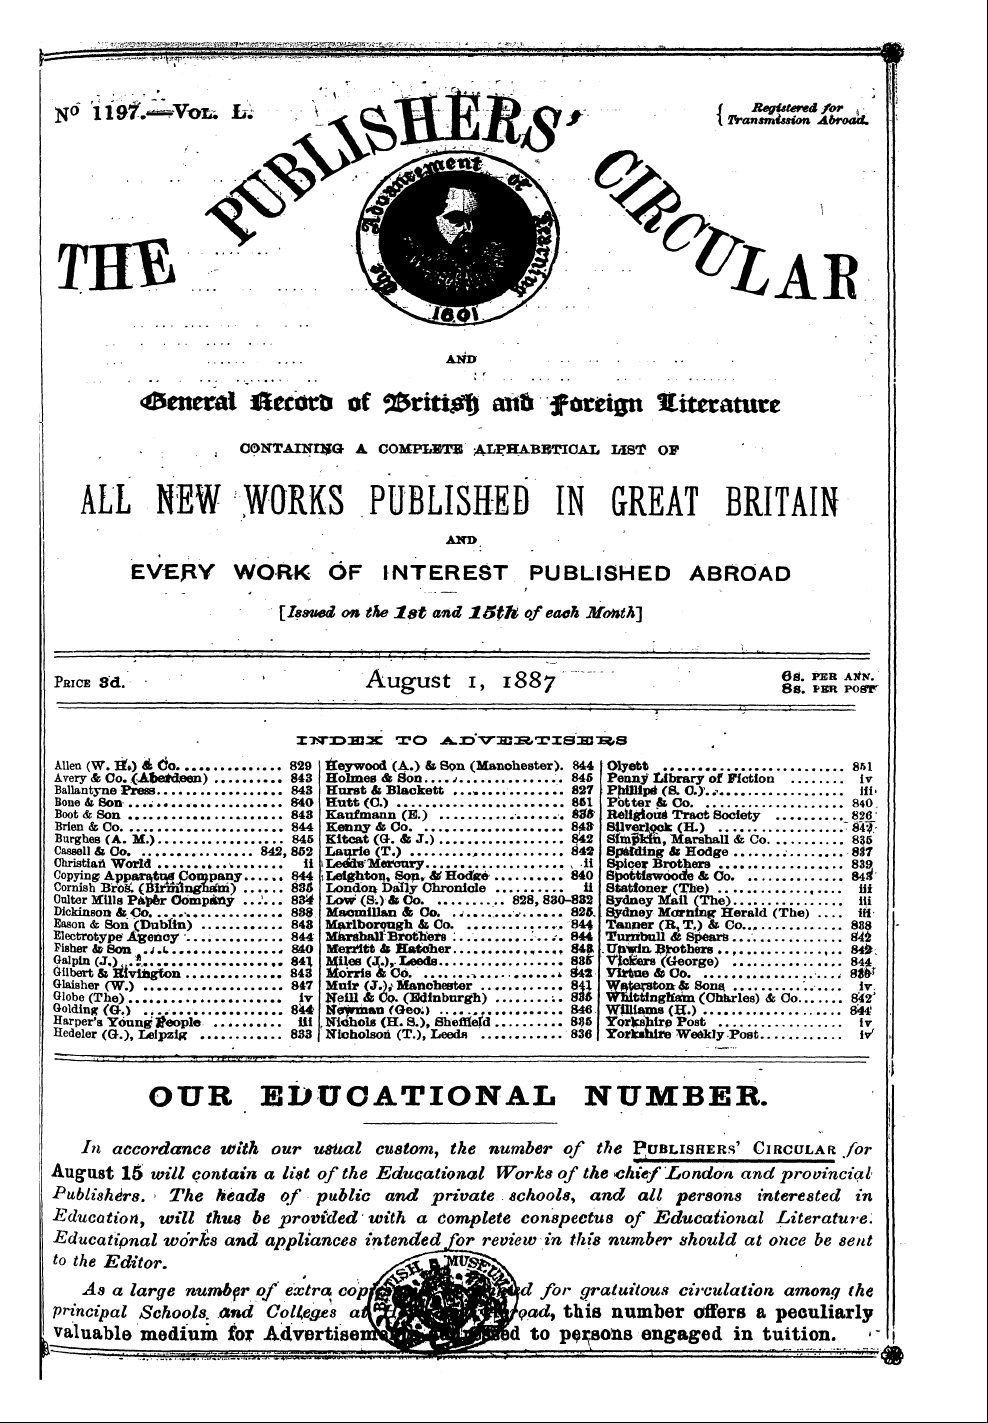 No 1197.—Vol. L.
Registered for
Transmission Abroad.
THE PUBLISHERS' CIRCULAR
The Advancement of Learning
1601
AND
General Record of British and Foreign Literature
CONTAINING A COMPLETE ALPHABETICAL LIST OF
ALL NEW WORKS PUBLISHED IN GREAT BRITAIN
AND
EVERY WORK OF INTEREST PUBLISHED ABROAD
[Issued on the 1st and 15th of each Month]
PRICE 3d.
August 1, 1887
6s. PER ANN.
8s. PER POST
INDEX TO ADVERTISERS
Allen (W. H.) & Co. 829
Avery & Co. (Aberdeen) 843
Ballantyne Press 843
Bone & Son 840
Boot & Son 843
Brien & Co. 844
Burghes (A. M.) 845
Cassell & Co. 842, 852
Christian World ii
Copying Apparatus Company 844
Cornish Bros. (Birmingham) 835
Culter Mills Paper Company 834
Dickinson & Co. 838
Eason & Son (Dublin) 843
Electrotype Agency 844
Fisher & Son 840
Galpin (J.) 841
Gilbert & Rivington 843
Glaisher (W.) 847
Globe (The) iv
Golding (G.) 844
Harper's Young People iii
Hedeler (G.), Leipzig 833
Heywood (A.) & Son (Manchester). 844
Holmes & Son 845
Hurst & Blackett 827
Hutt (C.) 851
Kaufmann (E.) 835
Kenny & Co. 843
Kitcat (G. & J.) 842
Laurie (T.) 842
Leeds Mercury ii
Leighton, Son, & Hodge 840
London Daily Chronicle ii
Low (S.) & Co. 828, 830-832
Macmillan & Co. 825
Marlborough & Co. 844
Marshall Brothers 844
Merritt & Hatcher 843
Miles (J.), Leeds 835
Morris & Co. 842
Muir (J.), Manchester 841
Neill & Co. (Edinburgh) 835
Newman (Geo.) 846
Nichols (H. S.), Sheffield 835
Nicholson (T.), Leeds 836
Olyett 851
Penny Library of Fiction iv
Phillips (S. C.) iii
Potter & Co. 840
Religious Tract Society 826
Silverlock (H.)
Simpkin, Marshall & Co. 835
Spalding & Hodge 837
Spicer Brothers 839
Spottiswoode & Co. 843
Stationer (The) iii
Sydney Mail (The) iii
Sydney Morning Herald (The) iii
Tanner (R. T.) & Co. 838
Turnbull & Spears 842
Unwin Brothers 842
Vickers (George) 844
Virtue & Co.
Waterston & Sons iv
Whittingham (Charles) & Co. 842
Williams (H.) 844
Yorkshire Post iv
Yorkshire Weekly Post iv
OUR EDUCATIONAL NUMBER.
In accordance with our usual custom, the number of the PUBLISHERS' CIRCULAR for
August 15 will contain a list of the Educational Works of the chief London and provincial
Publishers. The heads of public and private schools, and all persons interested in
Education, will thus be provided with a complete conspectus of Educational Literature.
Educational works and appliances intended for review in this number should at once be sent
to the Editor.
As a large number of extra for gratuitous circulation among the
principal Schools and Colleges this number offers a peculiarly
valuable medium for to persons engaged in tuition.
BRITISH MUSEUM